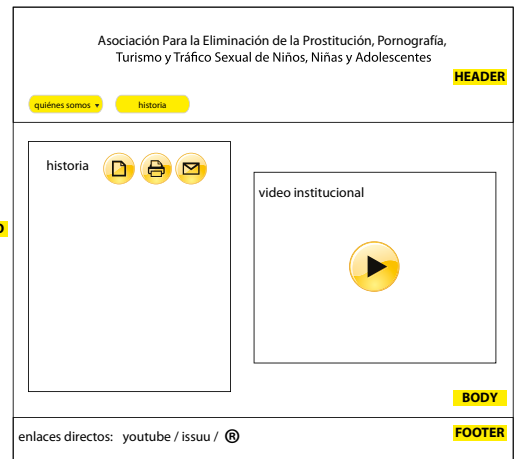 Asociación Para la Eliminación de la Prostitución, Pornografía,
Turismo y Tráfico Sexual de Niños, Niñas y Adolescentes
HEADER
quiénes somos
historia
historia
video institucional
BODY
enlaces directos: youtube / issuu / ®
FOOTER